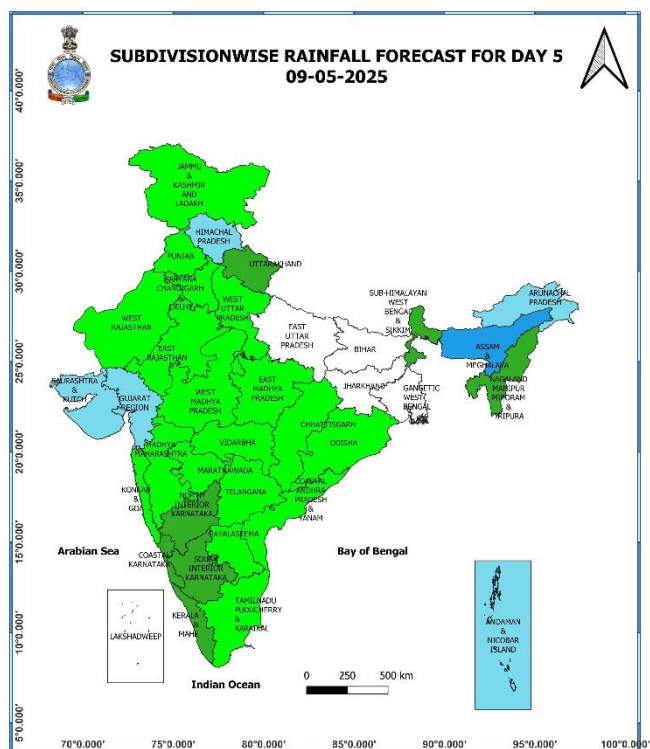 SUBDIVISIONWISE RAINFALL FORECAST FOR DAY 5
09-05-2025
40°0.000'
35°0.000'
30°0.000'
25°0.000'
20°0.000'
15°0.000'
10°0.000'
5°0.000'
JAMMU
&
KASHMIR
AND
LADAKH
HIMACHAL
PRADESH
PUNJAB
UTTARAKHAND
HARYANA
CHANDIGARH
&
DELHI
WEST
UTTAR
PRADESH
WEST
RAJASTHAN
EAST
RAJASTHAN
EAST
UTTAR
PRADESH
BIHAR
SUB-HIMALAYAN
WEST
BENGAL
&
SIKKIM
ARUNACHAL
PRADESH
ASSAM
&
MEGHALAYA
NAGALAND
MANIPUR
MIPORAM
&
TRIPURA
SAURASHTRA
&
KUTCH
GUJARAT
REGION
WEST
MADHYA
PRADESH
EAST
MADHYA
PRADESH
JHARKHAND
GANGETIC
WEST
BENGAL
CHHATTISGARH
ODISHA
VIDARBHA
MADHYA
MAHARASHTRA
MARATHAWADA
KONKAN
&
GOA
TELANGANA
COASTAL
ANDHRA
PRADESH
&
YANAM
NORTH
INTERIOR
KARNATAKA
RAYALASEEMA
COASTAL
KARNATAKA
SOUTH
INTERIOR
KARNATAKA
TAMILNADU
PUDUCHERRY
&
KARAIKAL
KERALA
&
MAHE
LAKSHADWEEP
ANDAMAN
&
NICOBAR
ISLAND
Arabian Sea
Bay of Bengal
Indian Ocean
0 250 500 km
70°0.000' 75°0.000' 80°0.000' 85°0.000' 90°0.000' 95°0.000' 100°0.000'